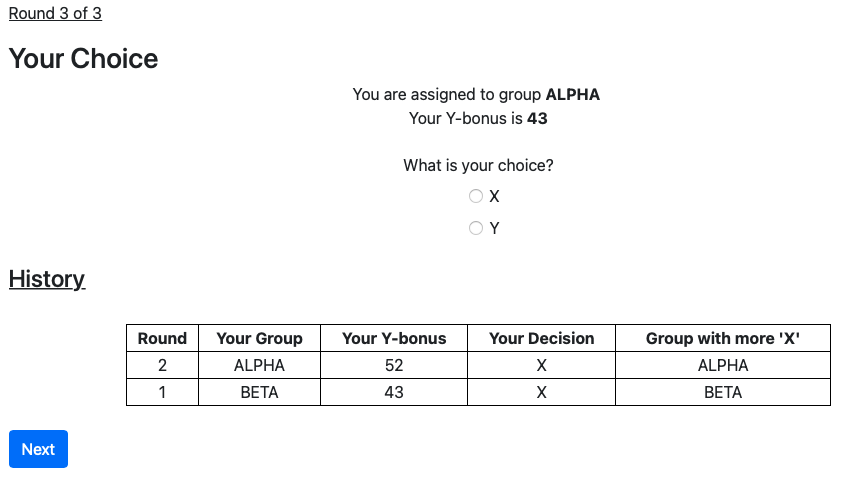 Round 3 of 3
Your Choice
You are assigned to group ALPHA
Your Y-bonus is 43
What is your choice?
X
Y
History
Round Your Group Your Y-bonus Your Decision Group with more 'X'
2 ALPHA 52 X ALPHA
1 BETA 43 X BETA
Next